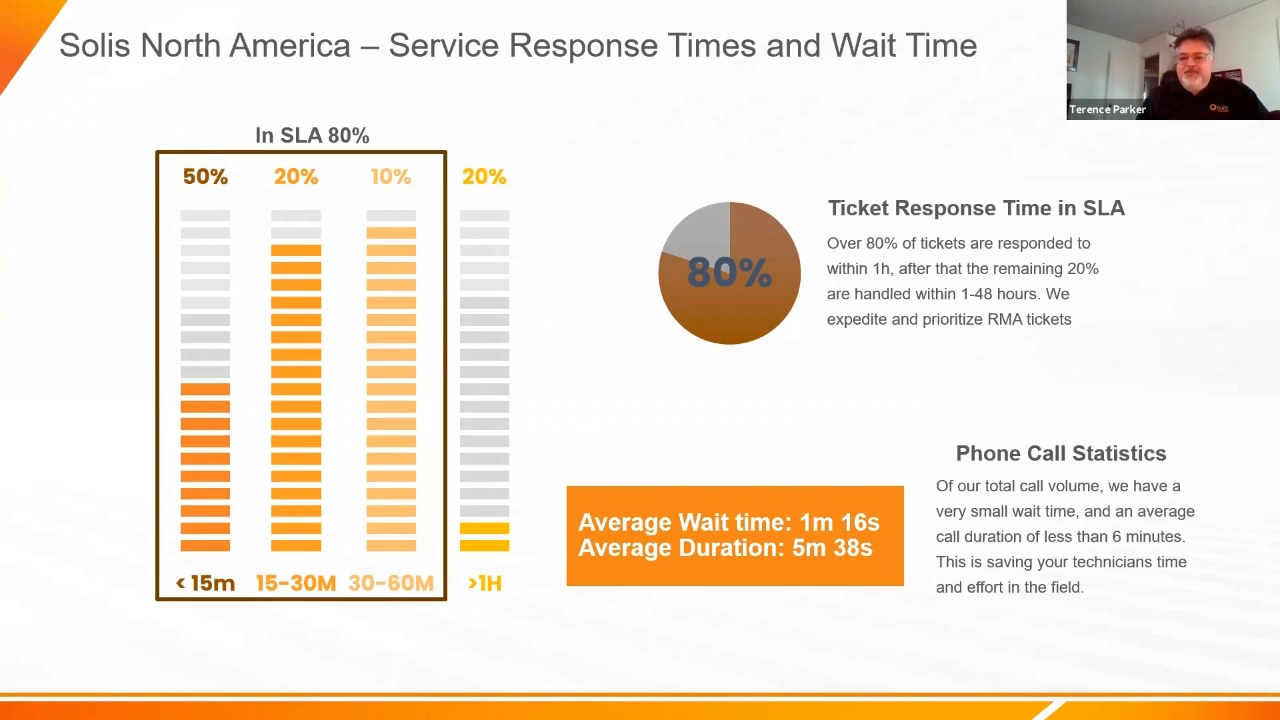 Solis North America – Service Response Times and Wait Time
Terence Parker
In SLA 80%
50% 20% 10% 20%
< 15m 15-30M 30-60M >1H
80%
Ticket Response Time in SLA
Over 80% of tickets are responded to
within 1h, after that the remaining 20%
are handled within 1-48 hours. We
expedite and prioritize RMA tickets
Average Wait time: 1m 16s
Average Duration: 5m 38s
Phone Call Statistics
Of our total call volume, we have a
very small wait time, and an average
call duration of less than 6 minutes.
This is saving your technicians time
and effort in the field.